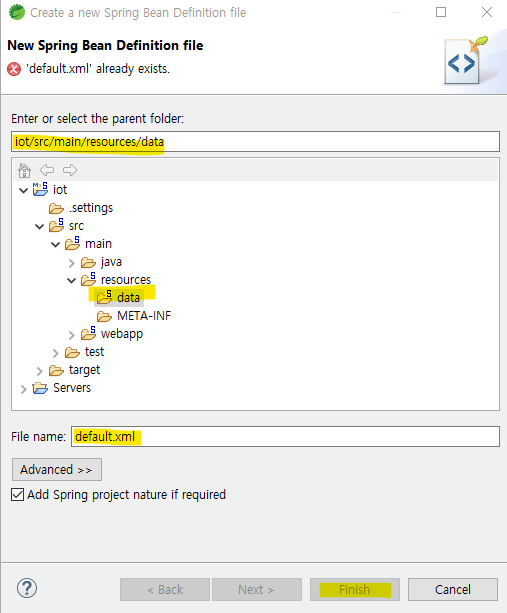 Create a new Spring Bean Definition file
New Spring Bean Definition file
'default.xml' already exists.
Enter or select the parent folder:
iot/src/main/resources/data
iot
.settings
src
main
java
resources
data
META-INF
webapp
test
target
Servers
File name: default.xml
Advanced >>
Add Spring project nature if required
< Back Next > Finish Cancel